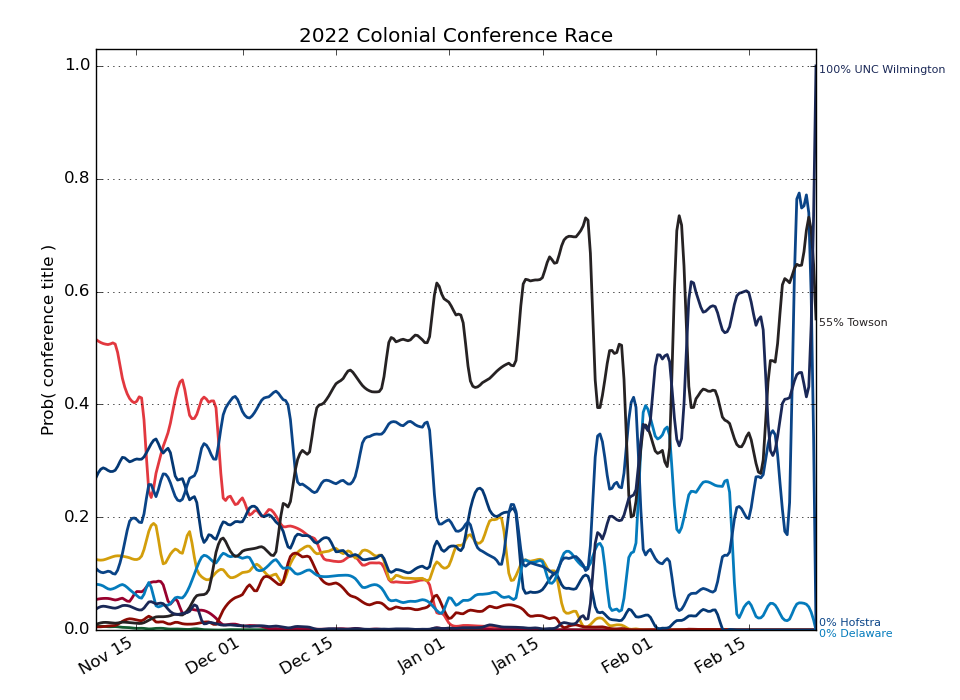 2022 Colonial Conference Race
Prob( conference title )
1.0
0.8
0.6
0.4
0.2
0.0
Nov 15
Dec 01
Dec 15
Jan 01
Jan 15
Feb 01
Feb 15
100% UNC Wilmington
55% Towson
0% Hofstra
0% Delaware